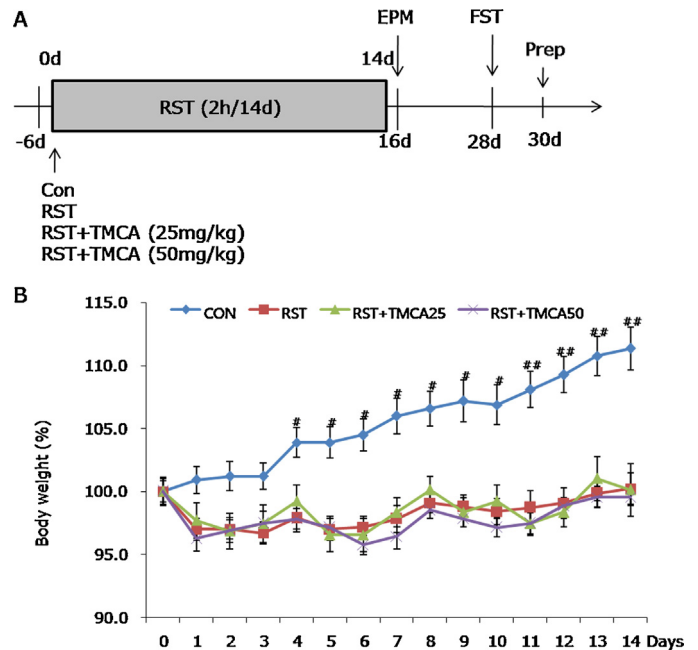 A
EPM FST
0d 14d Prep
RST (2h/14d)
-6d 16d 28d 30d
Con
RST
RST+TMCA (25mg/kg)
RST+TMCA (50mg/kg)
B
115.0
CON RST RST+TMCA25 RST+TMCA50
# # # # # # # ## ## ## ##
110.0
105.0
100.0
95.0
90.0
Body weight (%)
0 1 2 3 4 5 6 7 8 9 10 11 12 13 14 Days